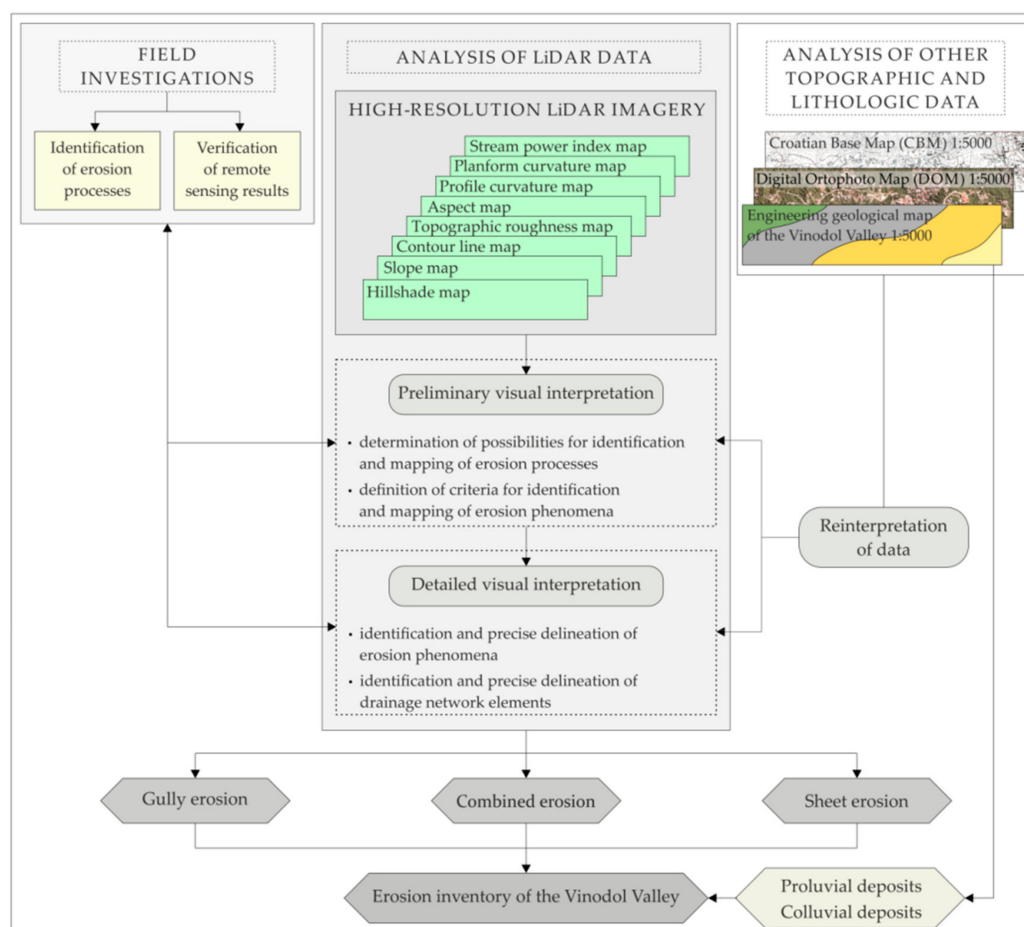 FIELD
INVESTIGATIONS
Identification
of erosion
processes
Verification
of remote
sensing results
ANALYSIS OF LiDAR DATA
HIGH-RESOLUTION LiDAR IMAGERY
Stream power index map
Planform curvature map
Profile curvature map
Aspect map
Topographic roughness map
Contour line map
Slope map
Hillshade map
Preliminary visual interpretation
• determination of possibilities for identification
and mapping of erosion processes
• definition of criteria for identification
and mapping of erosion phenomena
Detailed visual interpretation
• identification and precise delineation of
erosion phenomena
• identification and precise delineation of
drainage network elements
ANALYSIS OF OTHER
TOPOGRAPHIC AND
LITHOLOGIC DATA
Croatian Base Map (CBM) 1:5000
Digital Ortophoto Map (DOM) 1:5000
Engineering geological map
of the Vinodol Valley 1:5000
Reinterpretation
of data
Gully erosion
Combined erosion
Sheet erosion
Erosion inventory of the Vinodol Valley
Proluvial deposits
Colluvial deposits